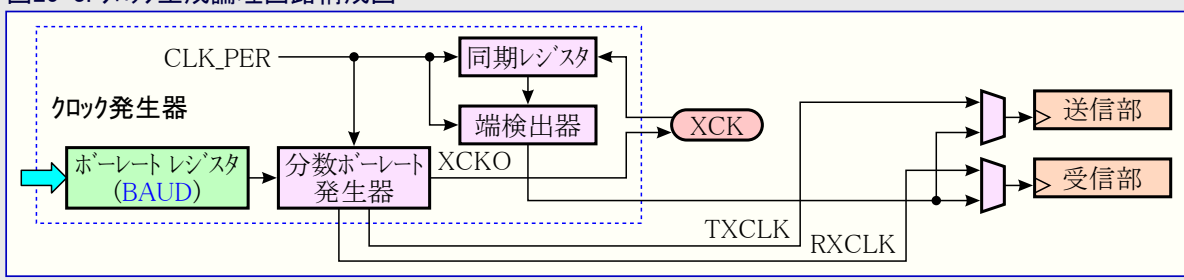 CLK_PER
同期レジスタ
クロック発生器
端検出器
XCK
送信部
ボーレート レジスタ
(BAUD)
分数ボーレート
発生器
XCKO
受信部
TXCLK
RXCLK